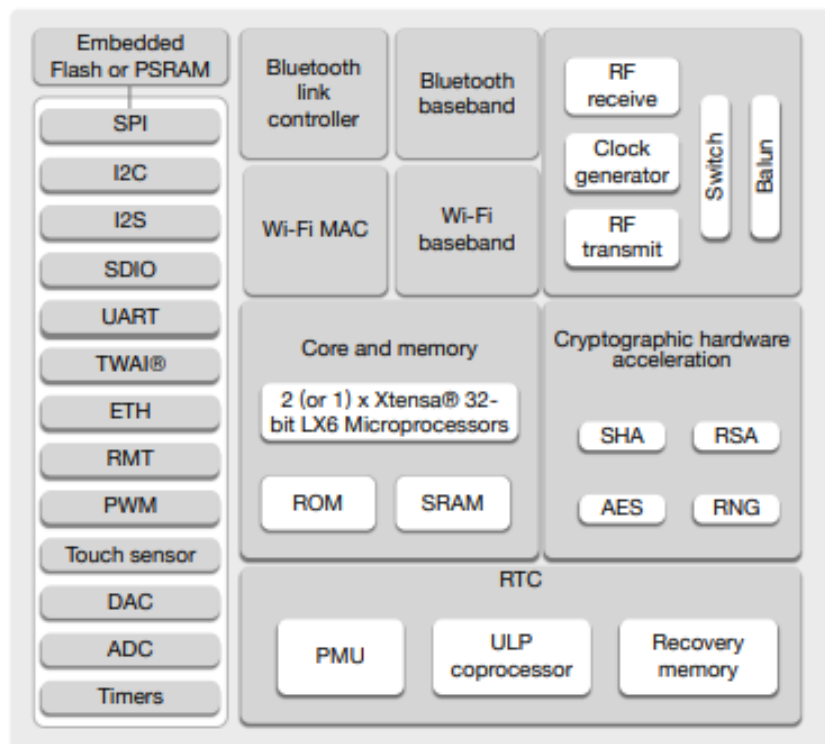 Embedded
Flash or PSRAM
SPI
I2C
I2S
SDIO
UART
TWAI®
ETH
RMT
PWM
Touch sensor
DAC
ADC
Timers
Bluetooth
link
controller
Bluetooth
baseband
Wi-Fi MAC
Wi-Fi
baseband
RF
receive
Clock
generator
RF
transmit
Switch
Balun
Core and memory
2 (or 1) x Xtensa® 32-
bit LX6 Microprocessors
ROM
SRAM
Cryptographic hardware
acceleration
SHA
RSA
AES
RNG
RTC
PMU
ULP
coprocessor
Recovery
memory